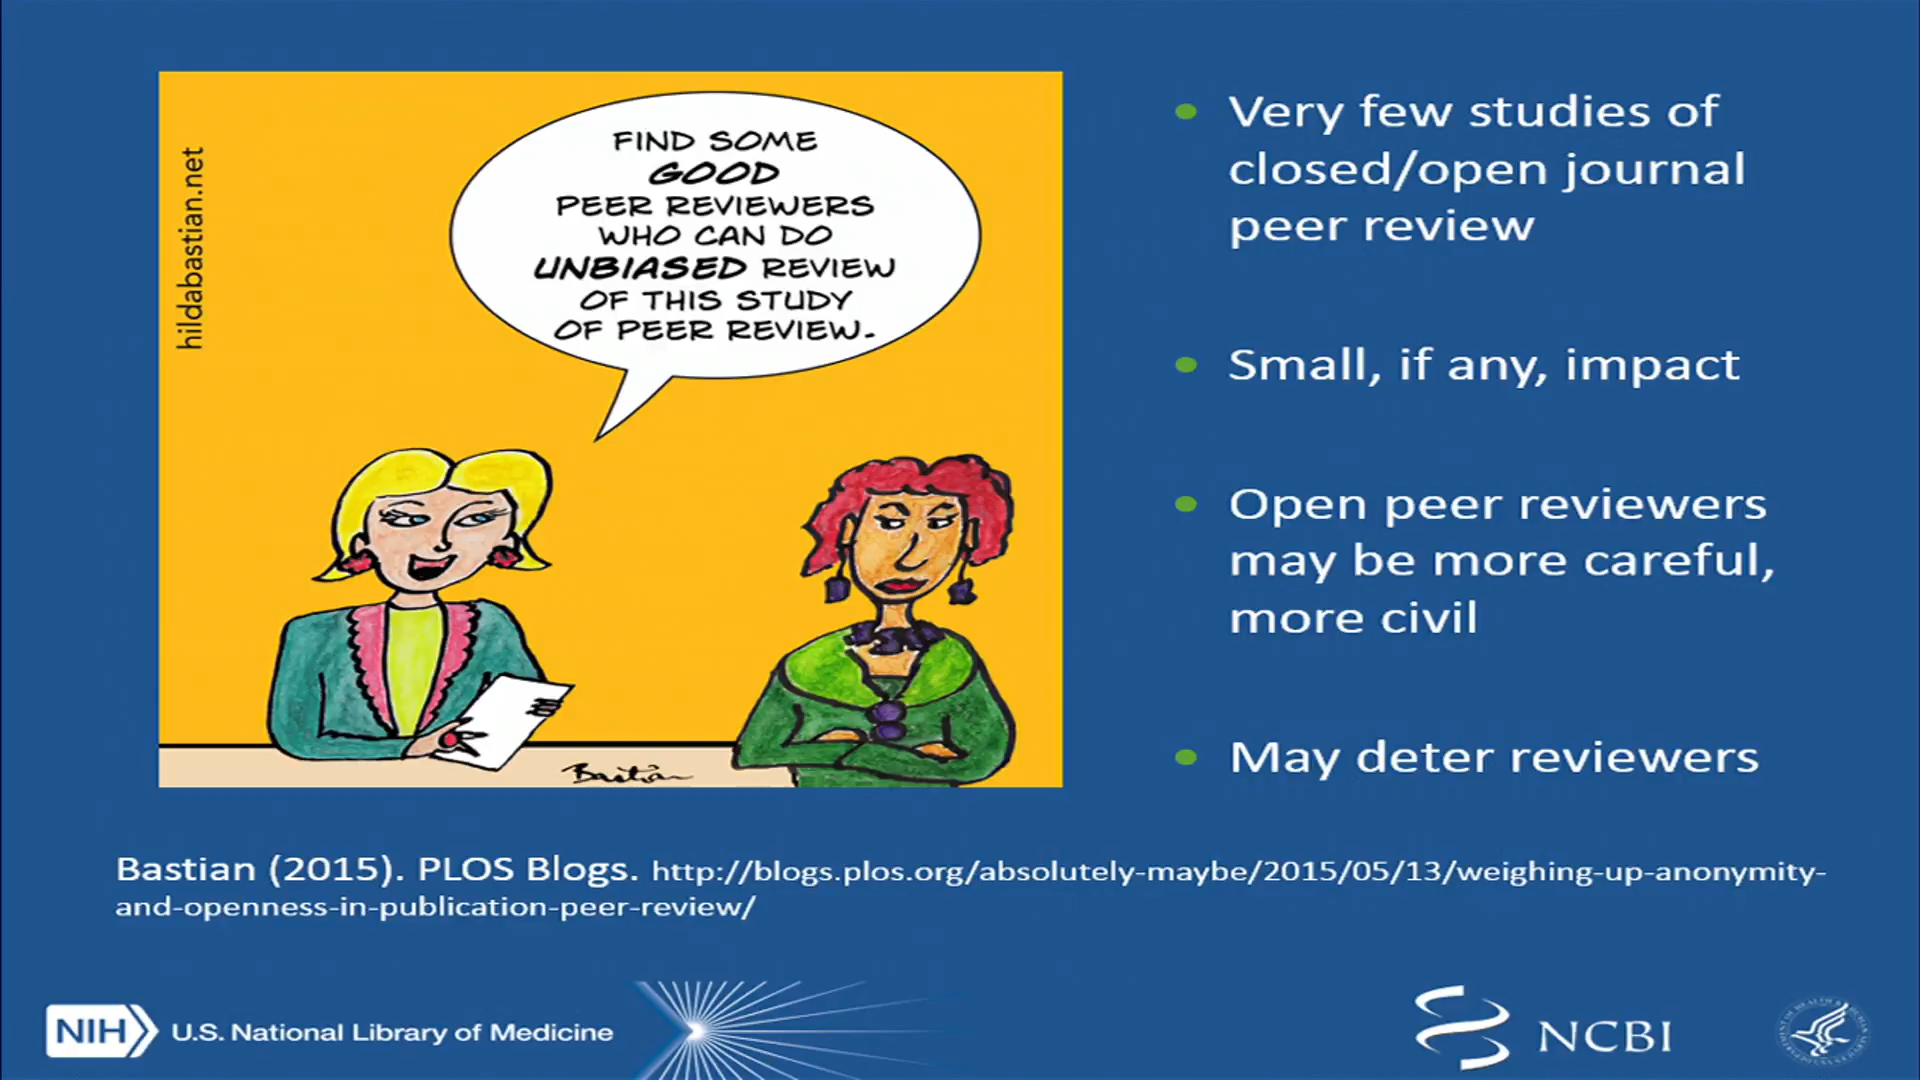 hildabastian.net
FIND SOME
GOOD
PEER REVIEWERS
WHO CAN DO
UNBIASED REVIEW
OF THIS STUDY
OF PEER REVIEW.
Bastian
• Very few studies of
closed/open journal
peer review
• Small, if any, impact
• Open peer reviewers
may be more careful,
more civil
• May deter reviewers
Bastian (2015). PLOS Blogs. http://blogs.plos.org/absolutely-maybe/2015/05/13/weighing-up-anonymity-
and-openness-in-publication-peer-review/
NIH U.S. National Library of Medicine
NCBI